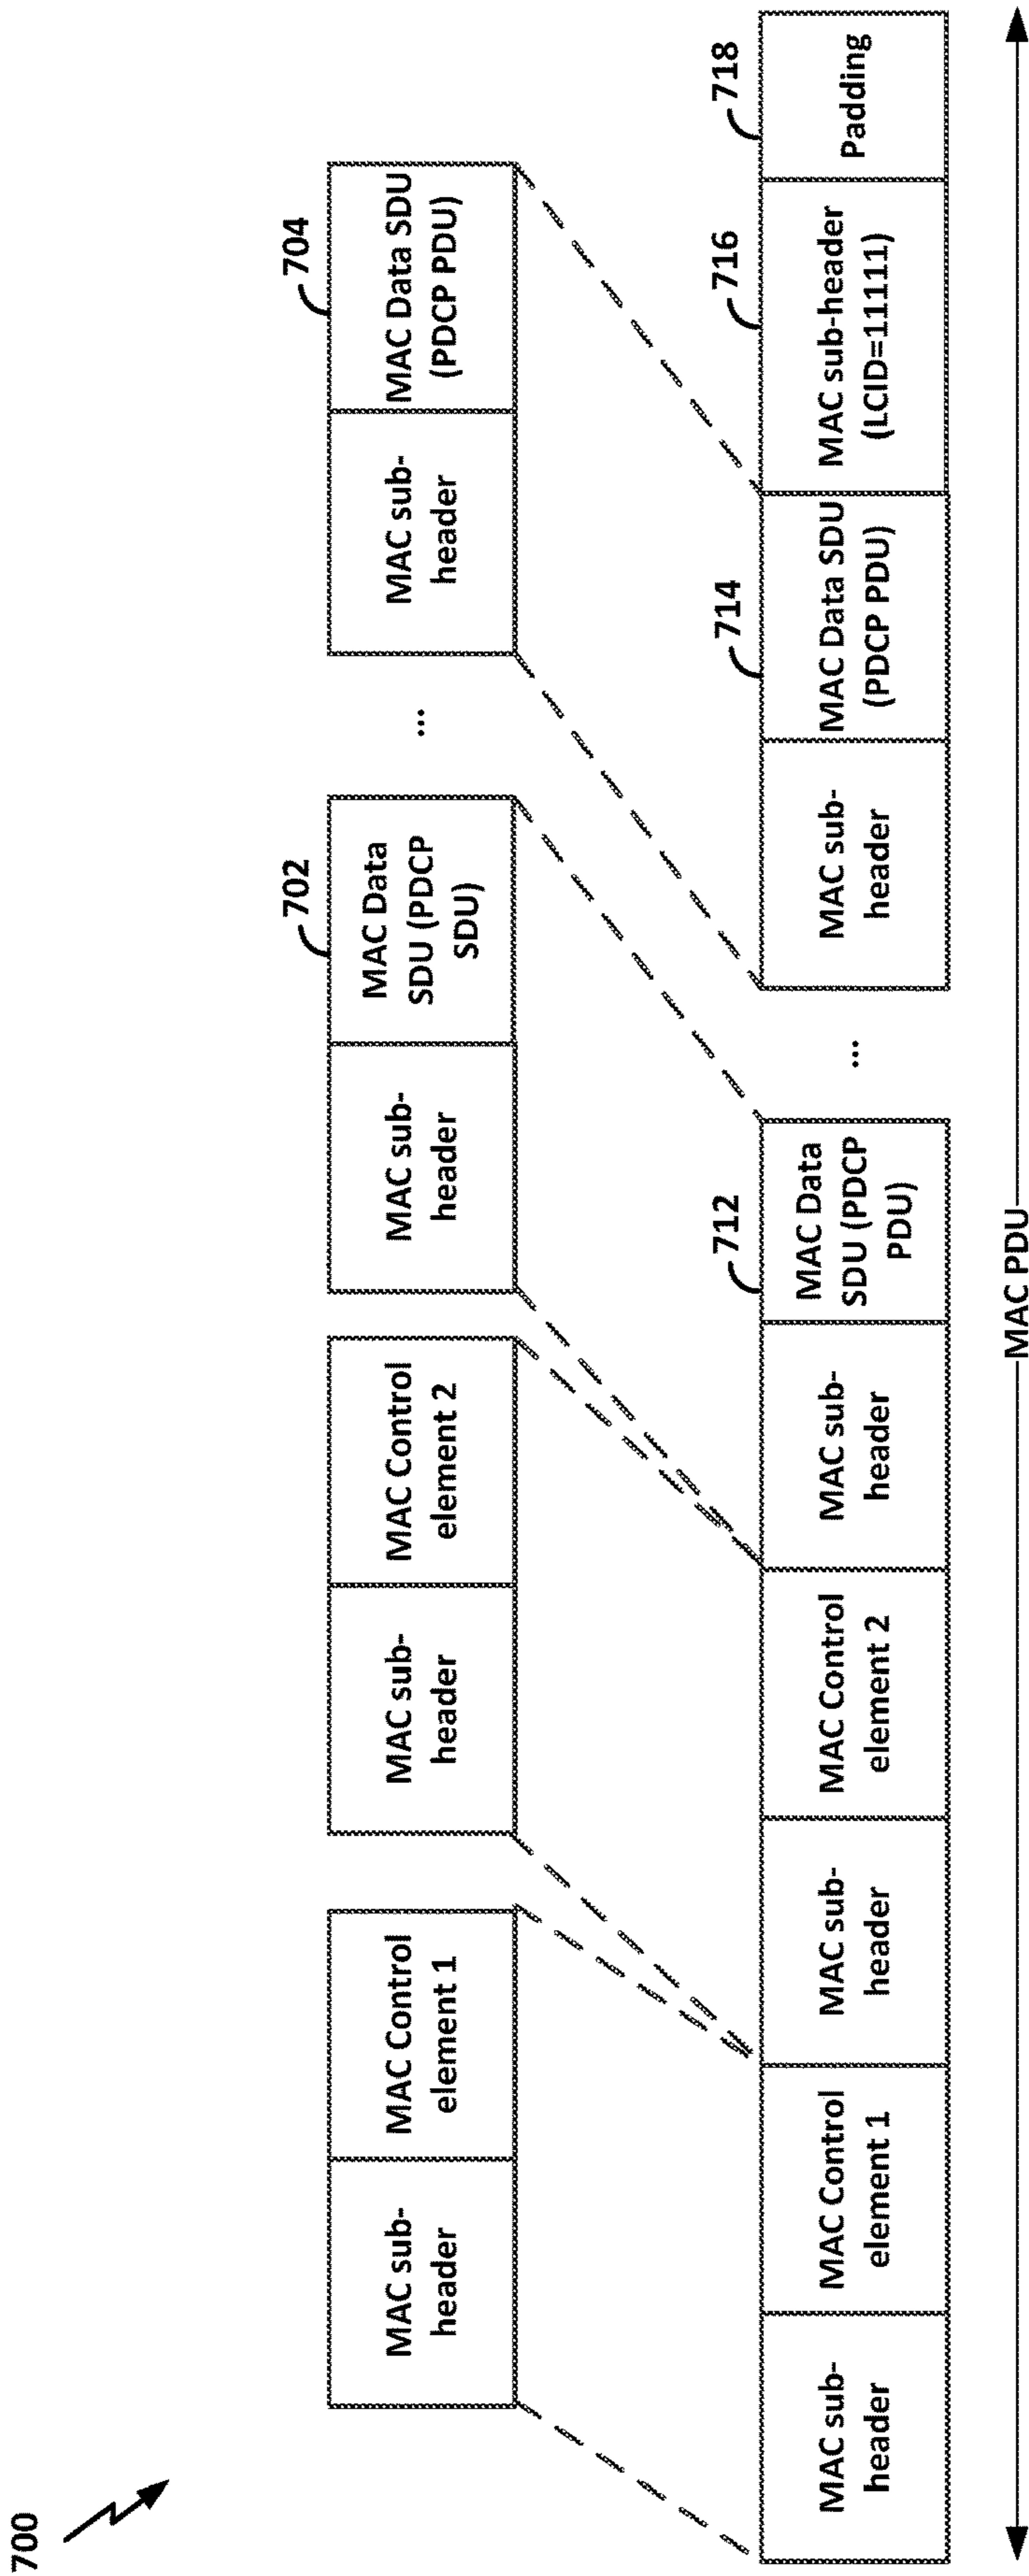 700
MAC sub-
header
MAC Control
element 1
MAC sub-
header
MAC Control
element 2
MAC sub-
header
702
MAC Data
SDU (PDCP
SDU)
...
MAC sub-
header
704
MAC Data SDU
(PDCP PDU)
MAC sub-
header
MAC Control
element 1
MAC sub-
header
MAC Control
element 2
MAC sub-
header
712
MAC Data
SDU (PDCP
PDU)
...
MAC sub-
header
714
MAC Data SDU
(PDCP PDU)
716
MAC sub-header
(LCID=11111)
718
Padding
MAC PDU